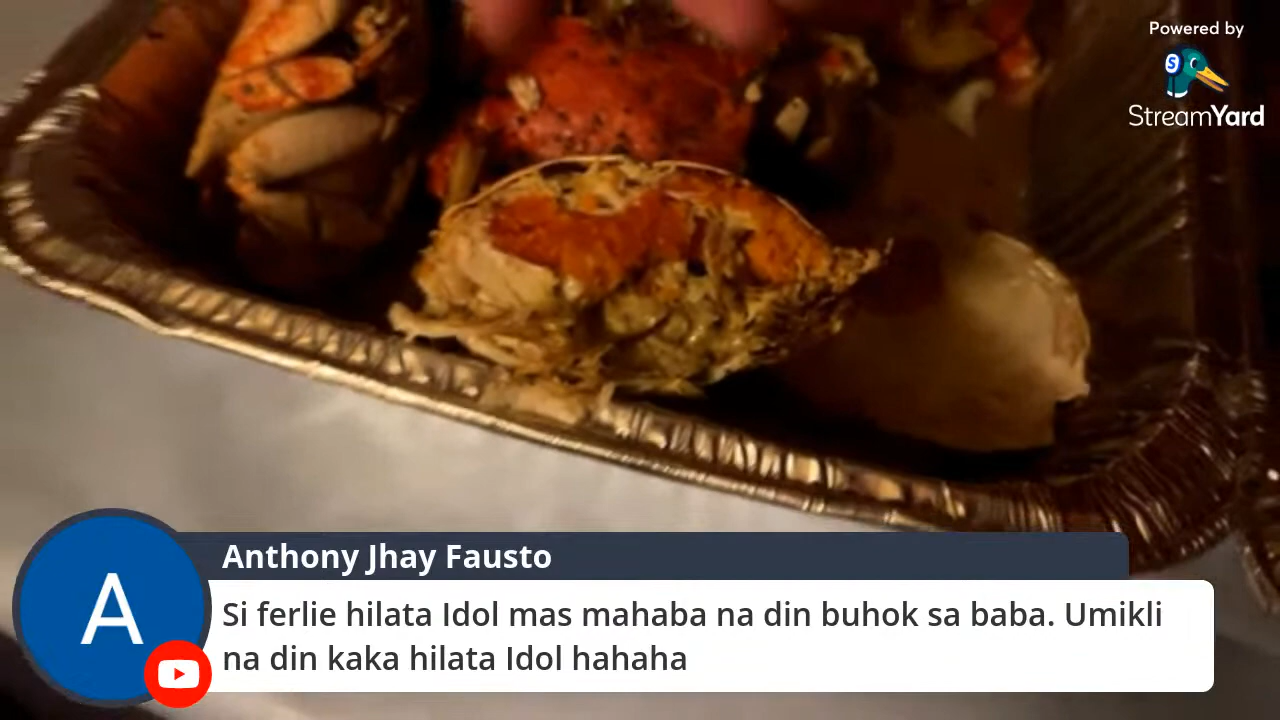 Powered by
S
StreamYard
Anthony Jhay Fausto
A
Si ferlie hilata Idol mas mahaba na din buhok sa baba. Umikli
na din kaka hilata Idol hahaha